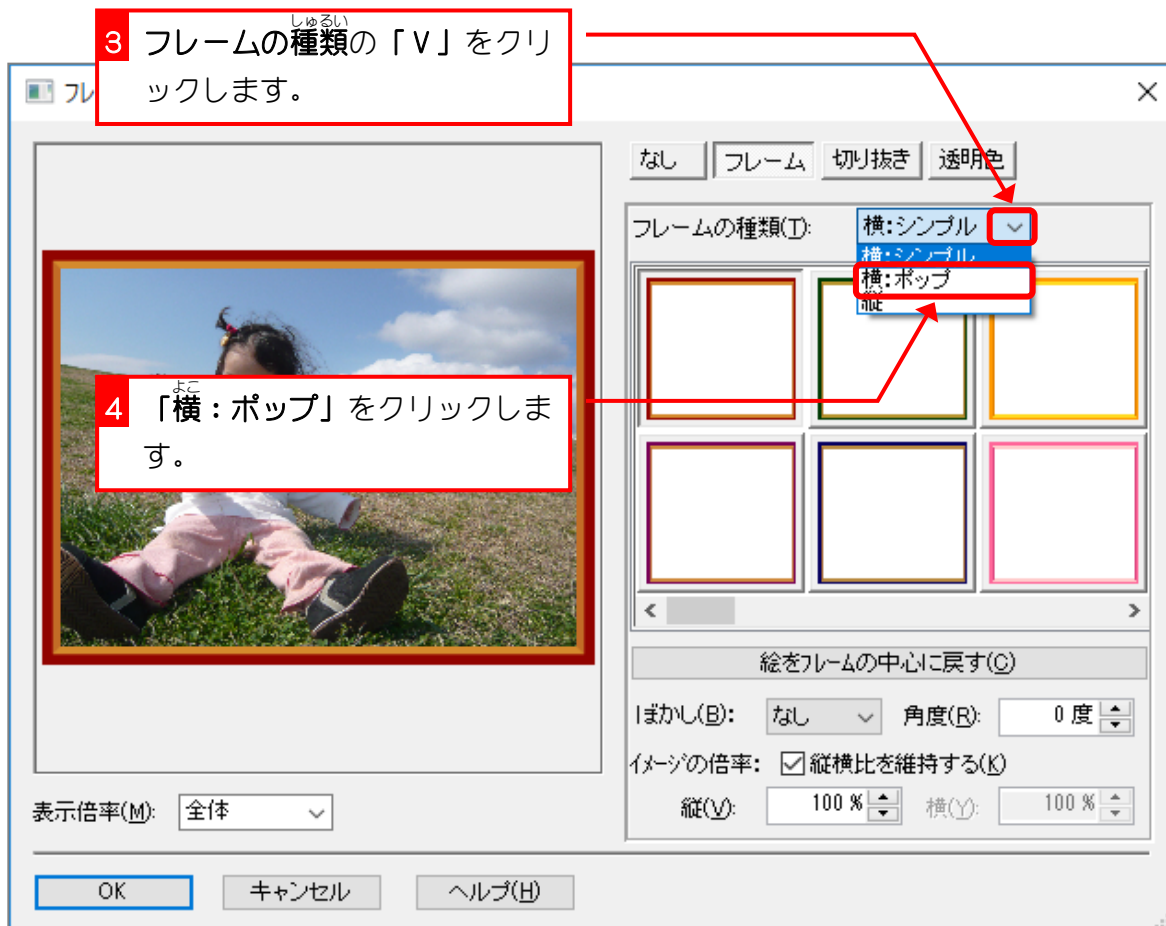 しゅるい
3 フレームの種類の「V」をクリ
ックします。
フレ
なし フレーム 切り抜き 透明色
フレームの種類(T): 横:シンプル
横:シンプル
横:ポップ
縦
よこ
4 「横:ポップ」をクリックしま
す。
絵をフレームの中心に戻す(C)
ぼかし(B): なし 角度(R): 0 度
イメージの倍率: 縦横比を維持する(K)
縦(V): 100 % 横(Y): 100 %
表示倍率(M): 全体
OK キャンセル ヘルプ(H)